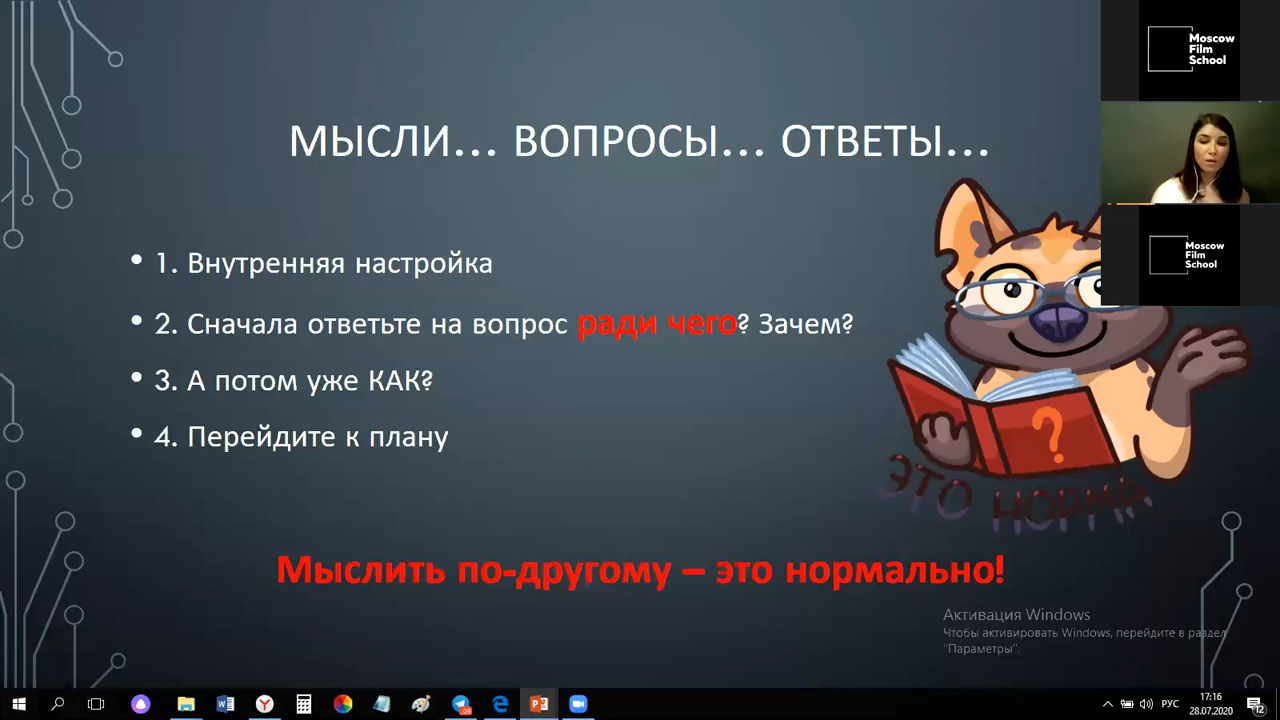 МЫСЛИ... ВОПРОСЫ... ОТВЕТЫ...
• 1. Внутренняя настройка
• 2. Сначала ответьте на вопрос ради чего? Зачем?
• 3. А потом уже КАК?
• 4. Перейдите к плану
?
ЭТО НОРМА
Мыслить по-другому – это нормально!
Moscow
Film
School
Moscow
Film
School
Активация Windows
Чтобы активировать Windows, перейдите в раздел
"Параметры".
РУС
17:16
28.07.2020
12